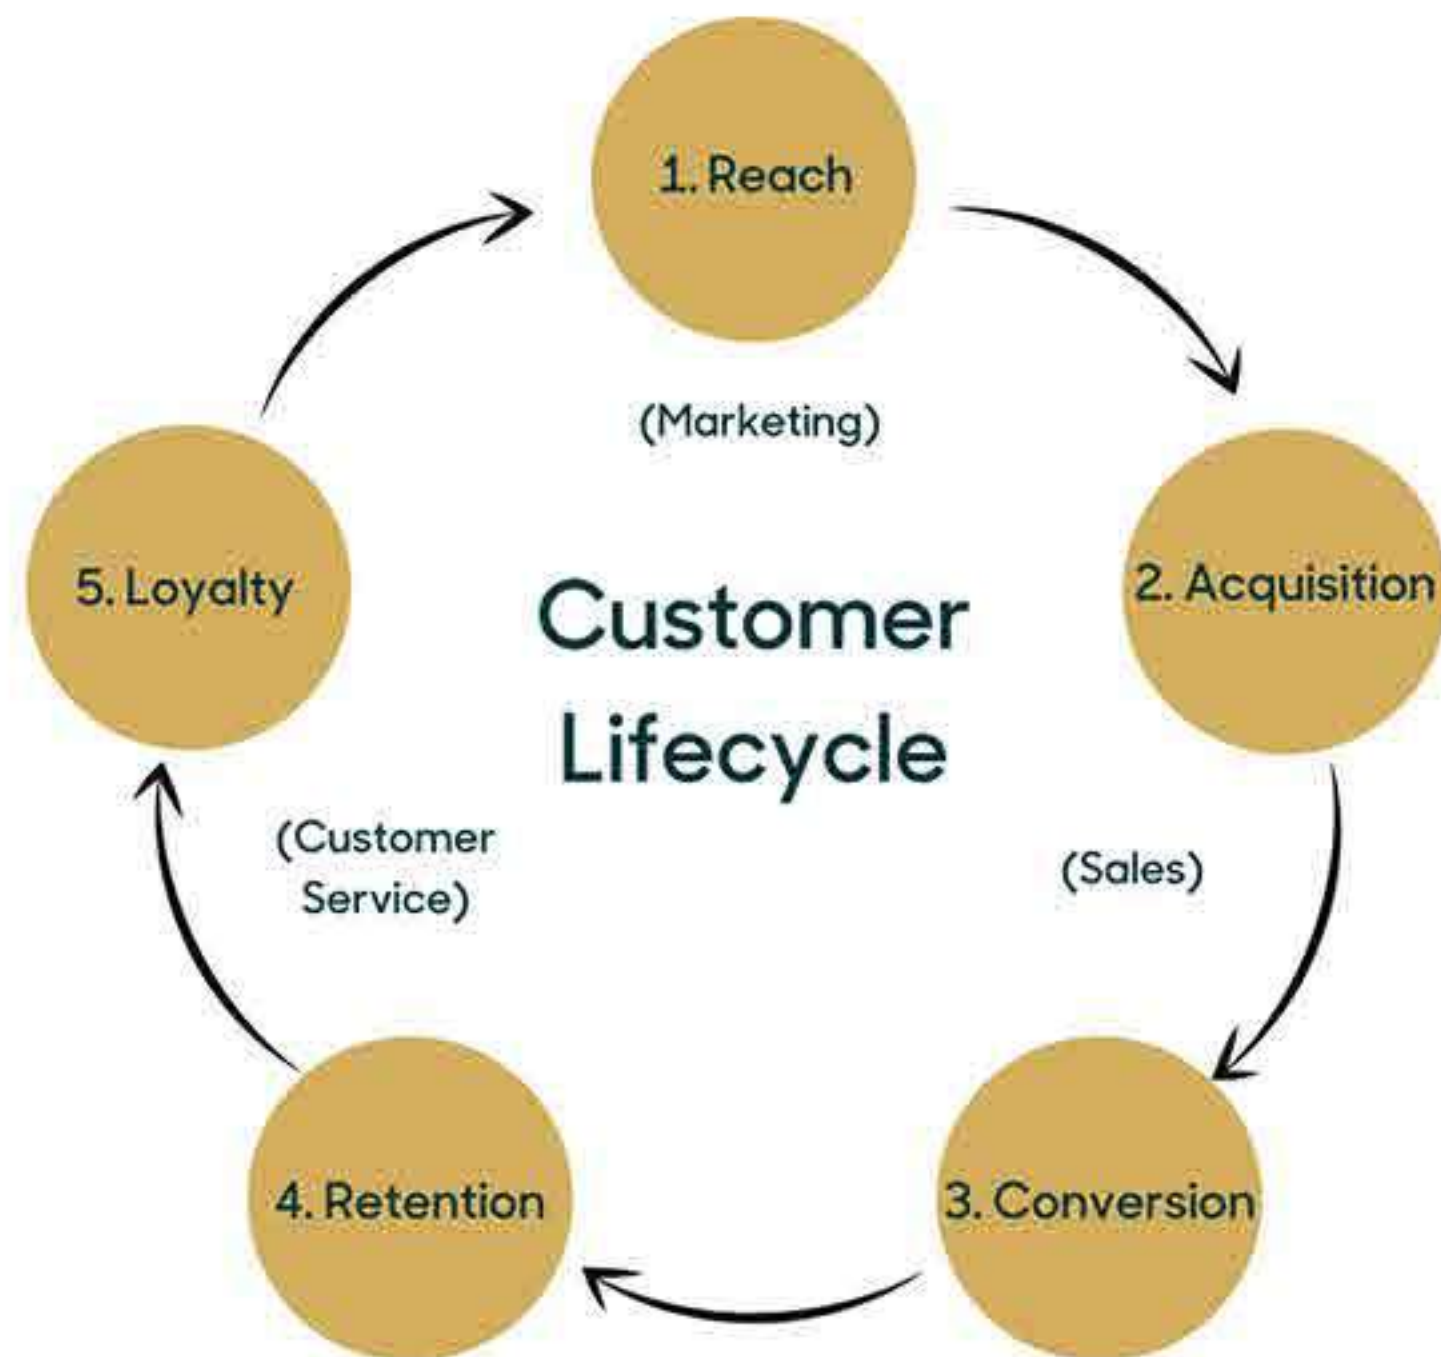 1. Reach
(Marketing)
5. Loyalty
Customer
Lifecycle
2. Acquisition
(Customer
Service)
(Sales)
4. Retention
3. Conversion